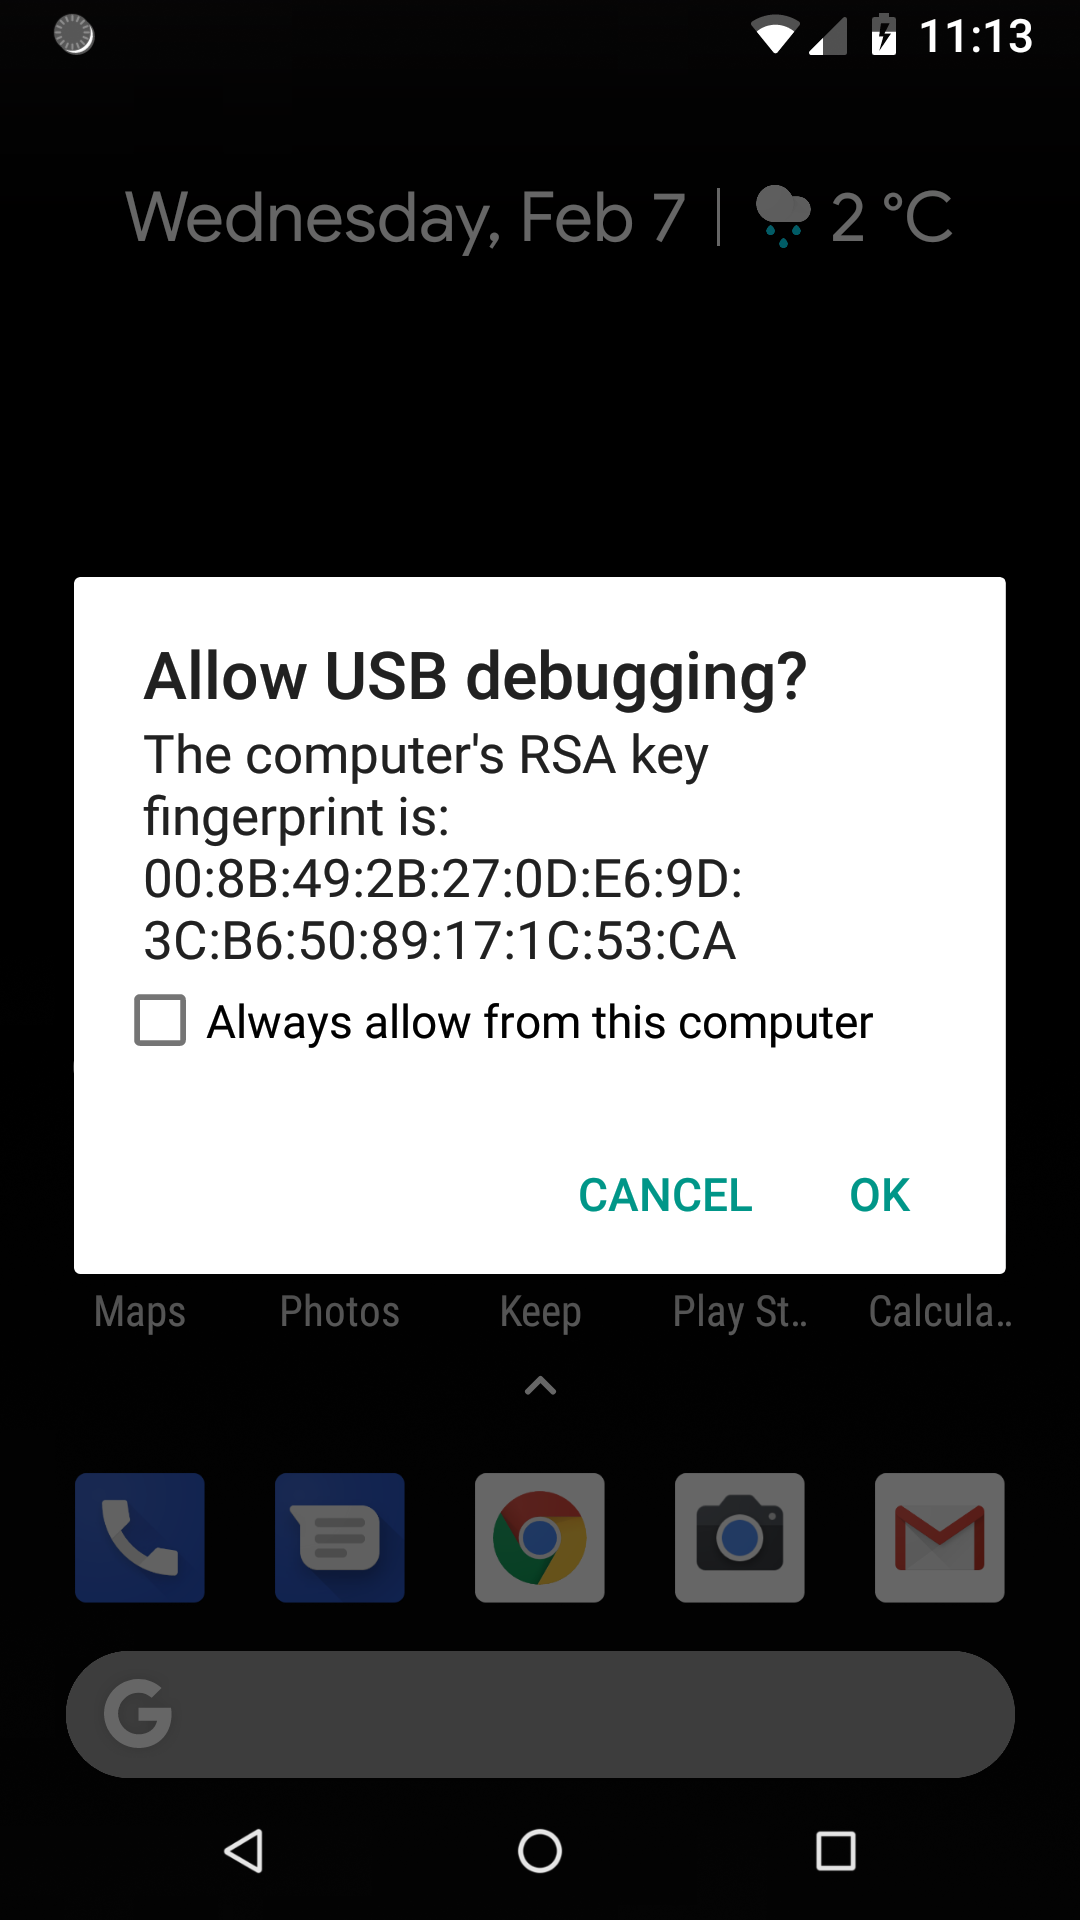 11:13
Wednesday, Feb 7 | 2 °C
Allow USB debugging?
The computer's RSA key
fingerprint is:
00:8B:49:2B:27:0D:E6:9D:
3C:B6:50:89:17:1C:53:CA
Always allow from this computer
CANCEL OK
Maps Photos Keep Play St.. Calcula..
G